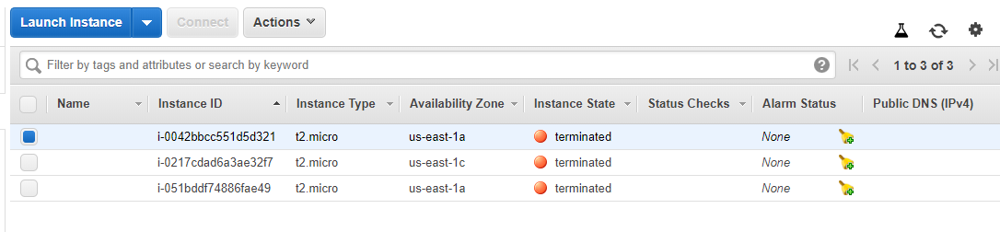 Launch Instance Connect Actions
Filter by tags and attributes or search by keyword ? 1 to 3 of 3
Name Instance ID Instance Type Availability Zone Instance State Status Checks Alarm Status Public DNS (IPv4)
i-0042bbcc551d5d321 t2.micro us-east-1a terminated None
i-0217cdad6a3ae32f7 t2.micro us-east-1c terminated None
i-051bddf74886fae49 t2.micro us-east-1a terminated None